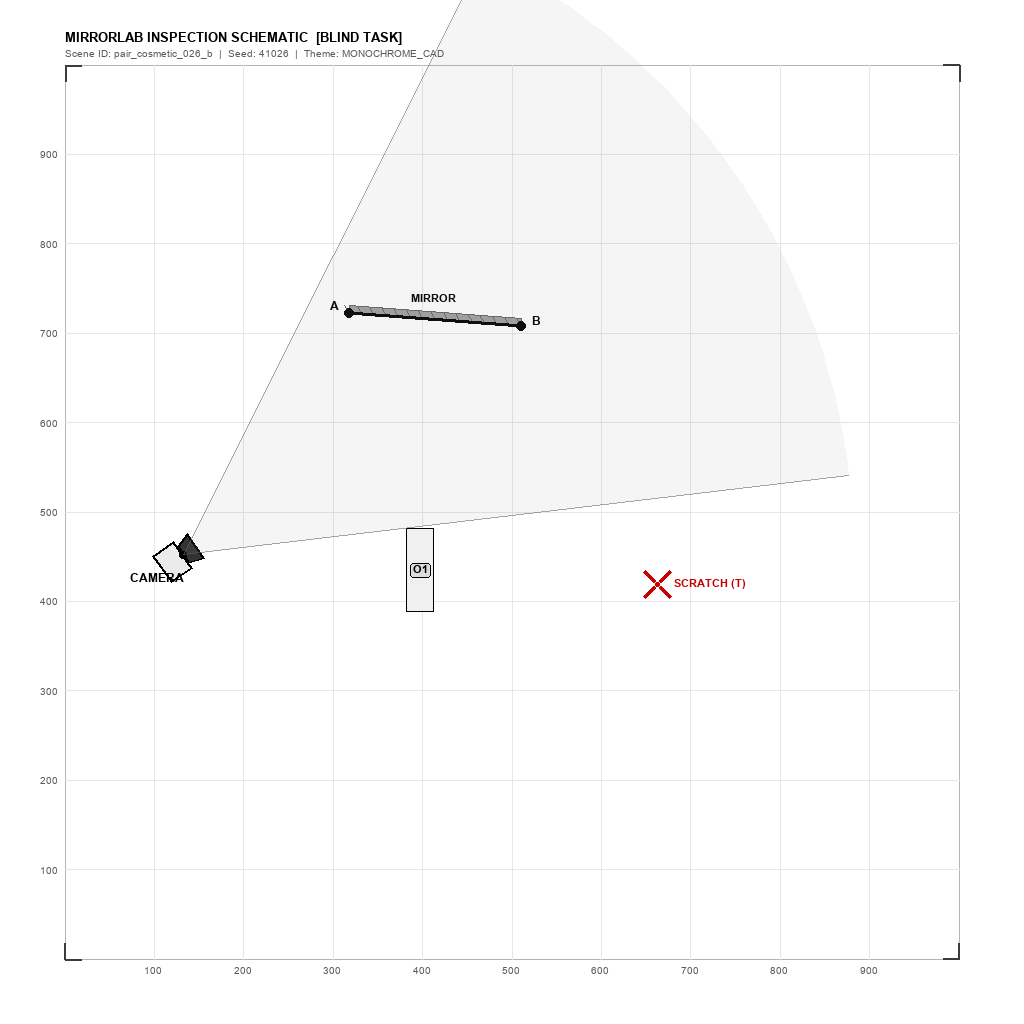 MIRRORLAB INSPECTION SCHEMATIC [BLIND TASK]
Scene ID: pair_cosmetic_026_b | Seed: 41026 | Theme: MONOCHROME_CAD
900
800
A
MIRROR
B
700
600
500
CAMERA
O1
SCRATCH (T)
400
300
200
100
100 200 300 400 500 600 700 800 900